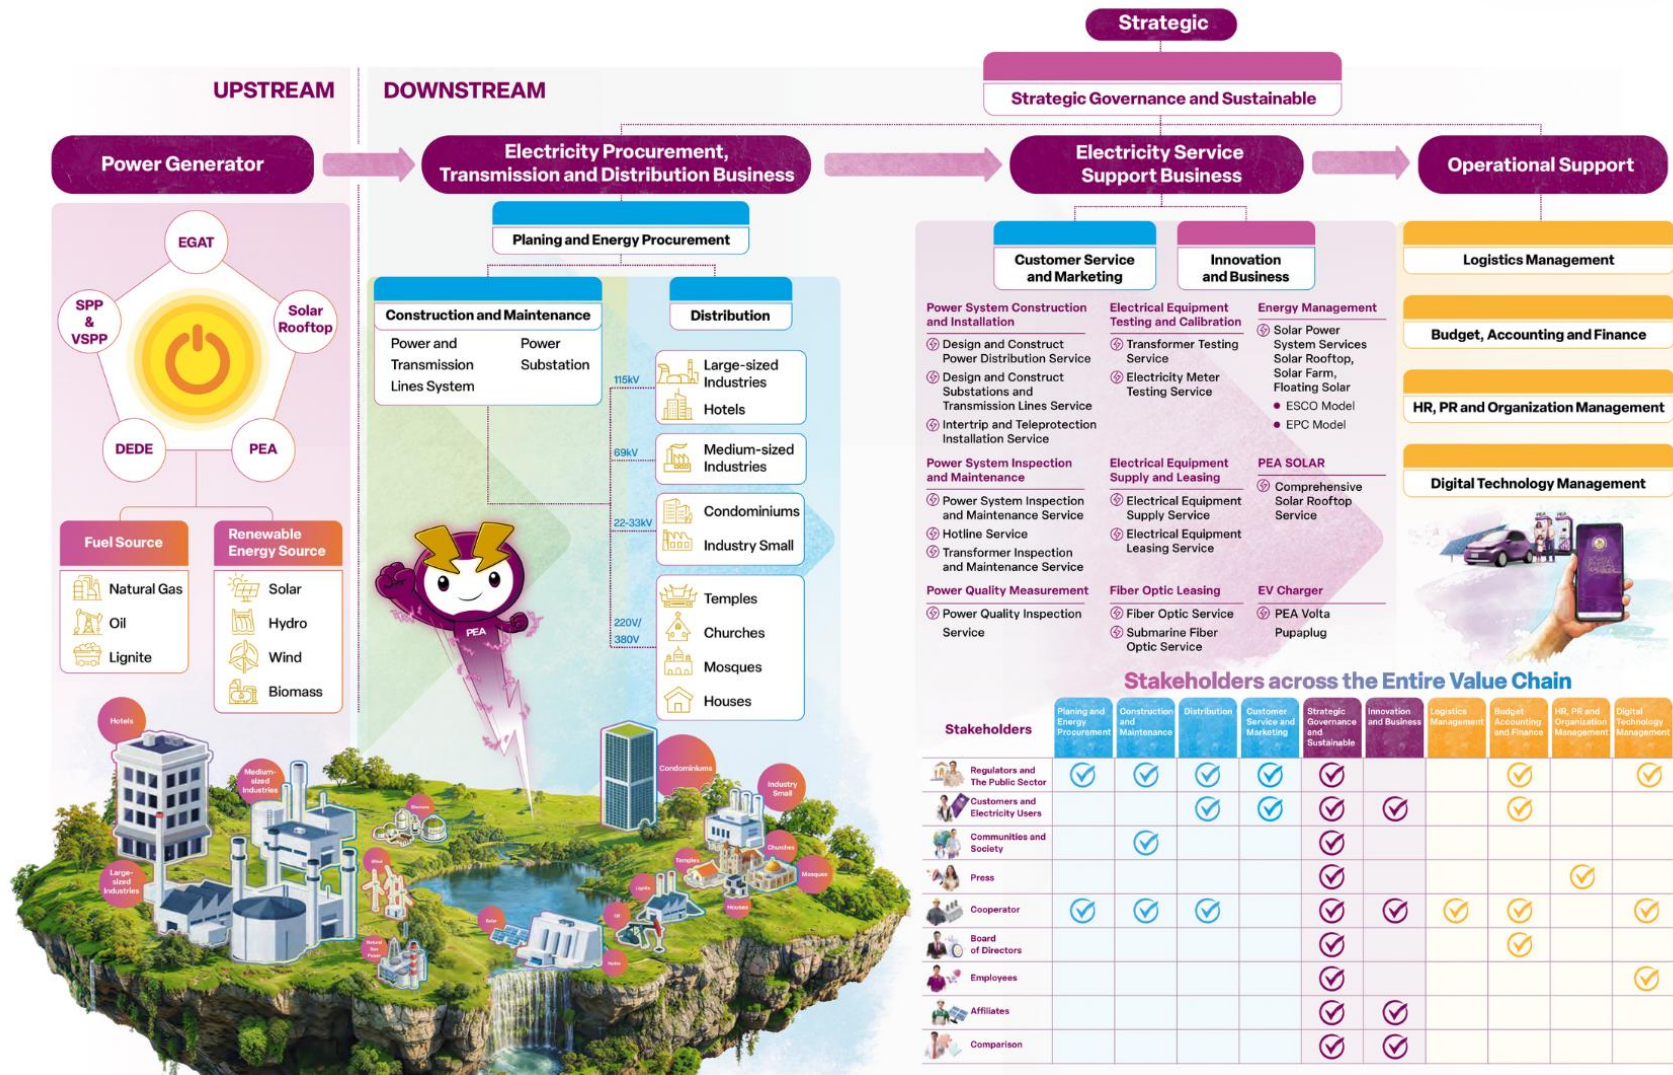 Strategic
Strategic Governance and Sustainable
UPSTREAM
DOWNSTREAM
Power Generator
Electricity Procurement,
Transmission and Distribution Business
Electricity Service
Support Business
Operational Support
EGAT
SPP
&
VSPP
Solar
Rooftop
DEDE
PEA
Fuel Source
Natural Gas
Oil
Lignite
Renewable
Energy Source
Solar
Hydro
Wind
Biomass
Planing and Energy Procurement
Construction and Maintenance
Power and
Transmission
Lines System
Power
Substation
Distribution
115kV
Large-sized
Industries
Hotels
69kV
Medium-sized
Industries
22-33kV
Condominiums
Industry Small
220V/
380V
Temples
Churches
Mosques
Houses
PEA
Customer Service
and Marketing
Innovation
and Business
Power System Construction
and Installation
Design and Construct
Power Distribution Service
Design and Construct
Substations and
Transmission Lines Service
Intertrip and Teleprotection
Installation Service
Electrical Equipment
Testing and Calibration
Transformer Testing
Service
Electricity Meter
Testing Service
Energy Management
Solar Power
System Services
Solar Rooftop,
Solar Farm,
Floating Solar
ESCO Model
EPC Model
Power System Inspection
and Maintenance
Power System Inspection
and Maintenance Service
Hotline Service
Transformer Inspection
and Maintenance Service
Electrical Equipment
Supply and Leasing
Electrical Equipment
Supply Service
Electrical Equipment
Leasing Service
PEA SOLAR
Comprehensive
Solar Rooftop
Service
Power Quality Measurement
Power Quality Inspection
Service
Fiber Optic Leasing
Fiber Optic Service
Submarine Fiber
Optic Service
EV Charger
PEA Volta
Pupaplug
Logistics Management
Budget, Accounting and Finance
HR, PR and Organization Management
Digital Technology Management
Hotels
Medium-
sized
Industries
Large-
sized
Industries
Biomass
Wind
Natural
Gas
Power
Condominiums
Industry
Small
Churches
Temples
Mosques
Houses
Lignite
Oil
Solar
Hydro
Stakeholders across the Entire Value Chain
Stakeholders
Planing and
Energy
Procurement
Construction
and
Maintenance
Distribution
Customer
Service and
Marketing
Strategic
Governance
and
Sustainable
Innovation
and Business
Logistics
Management
Budget
Accounting
and Finance
HR, PR and
Organization
Management
Digital
Technology
Management
Regulators and
The Public Sector
Customers and
Electricity Users
Communities and
Society
Press
Cooperator
Board
of Directors
Employees
Affiliates
Comparison